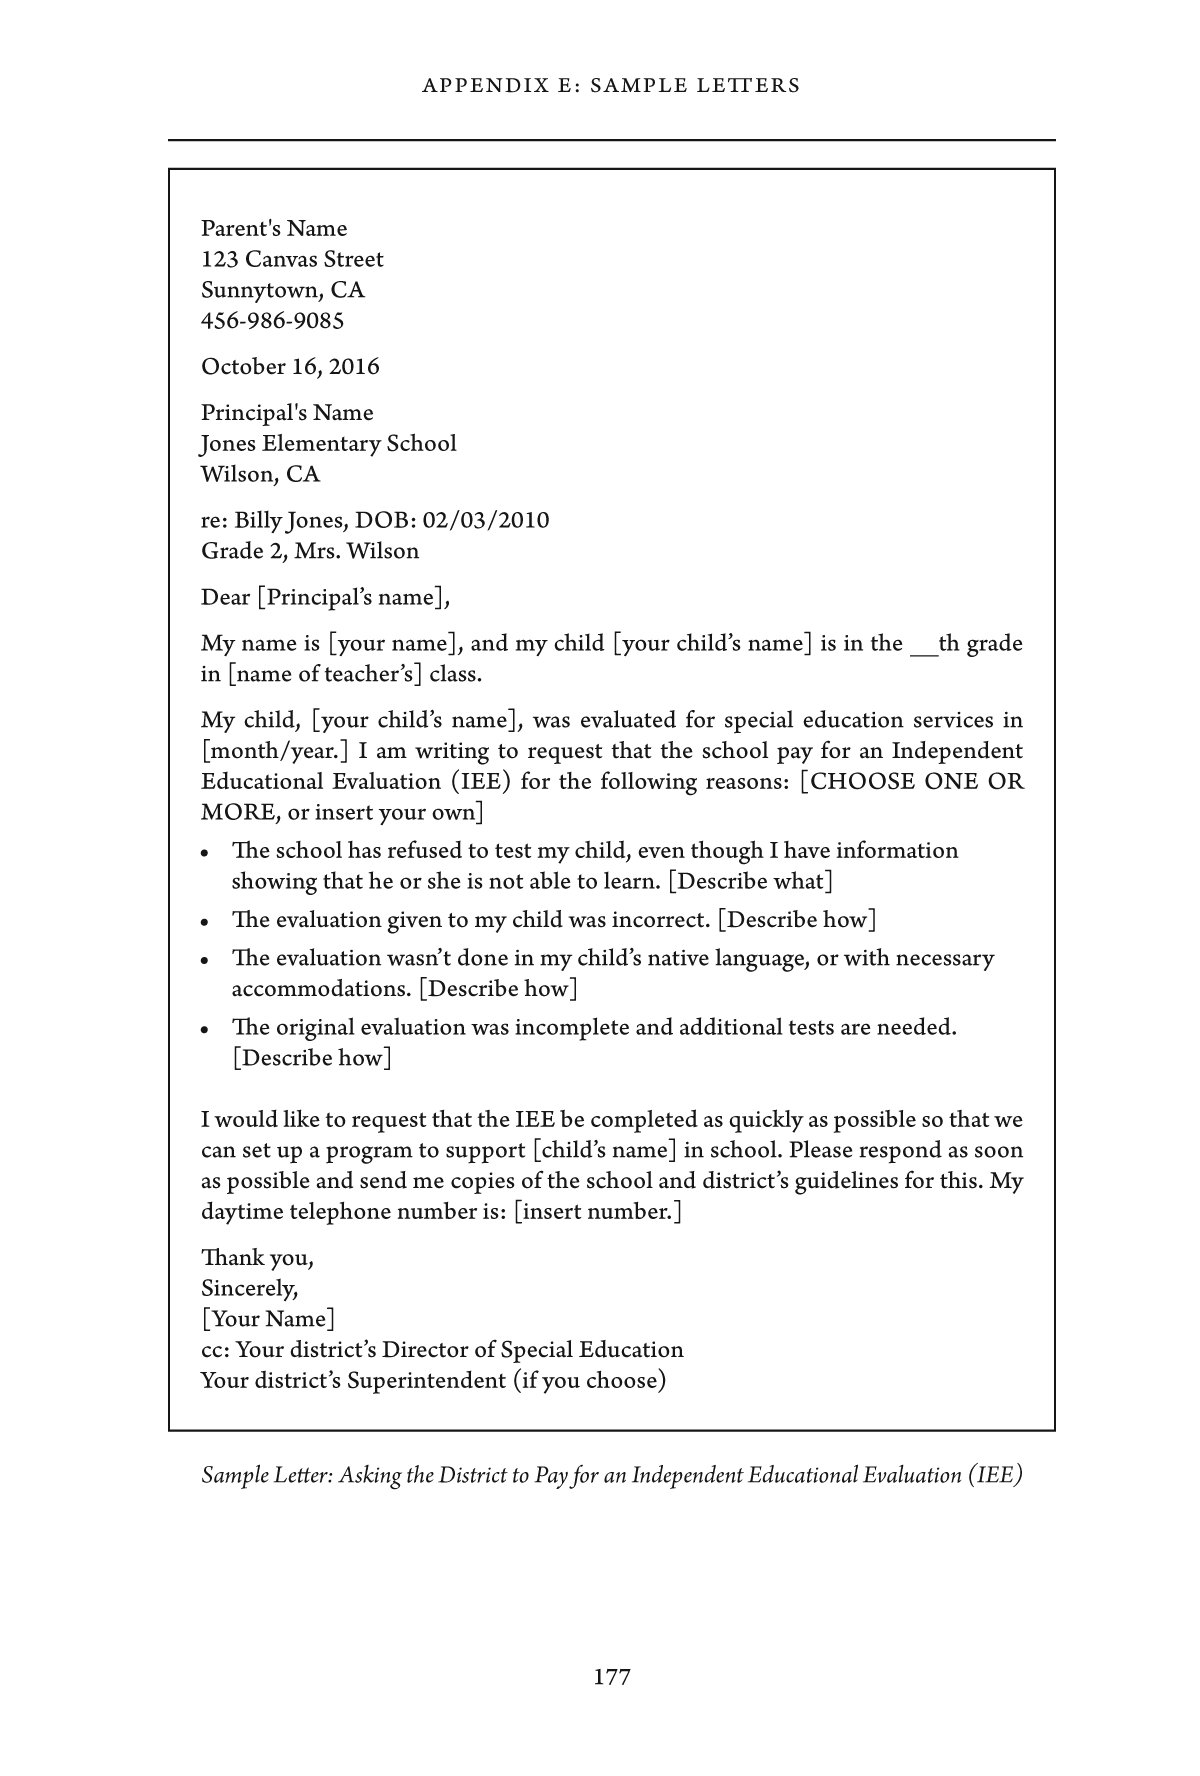 APPENDIX E: SAMPLE LETTERS
Parent's Name
123 Canvas Street
Sunnytown, CA
456-986-9085
October 16, 2016
Principal's Name
Jones Elementary School
Wilson, CA
re: Billy Jones, DOB: 02/03/2010
Grade 2, Mrs. Wilson
Dear [Principal’s name],
My name is [your name], and my child [your child’s name] is in the __th grade
in [name of teacher’s] class.
My child, [your child’s name], was evaluated for special education services in
[month/year.] I am writing to request that the school pay for an Independent
Educational Evaluation (IEE) for the following reasons: [CHOOSE ONE OR
MORE, or insert your own]
• The school has refused to test my child, even though I have information
showing that he or she is not able to learn. [Describe what]
• The evaluation given to my child was incorrect. [Describe how]
• The evaluation wasn’t done in my child’s native language, or with necessary
accommodations. [Describe how]
• The original evaluation was incomplete and additional tests are needed.
[Describe how]
I would like to request that the IEE be completed as quickly as possible so that we
can set up a program to support [child’s name] in school. Please respond as soon
as possible and send me copies of the school and district’s guidelines for this. My
daytime telephone number is: [insert number.]
Thank you,
Sincerely,
[Your Name]
cc: Your district’s Director of Special Education
Your district’s Superintendent (if you choose)
Sample Letter: Asking the District to Pay for an Independent Educational Evaluation (IEE)
177